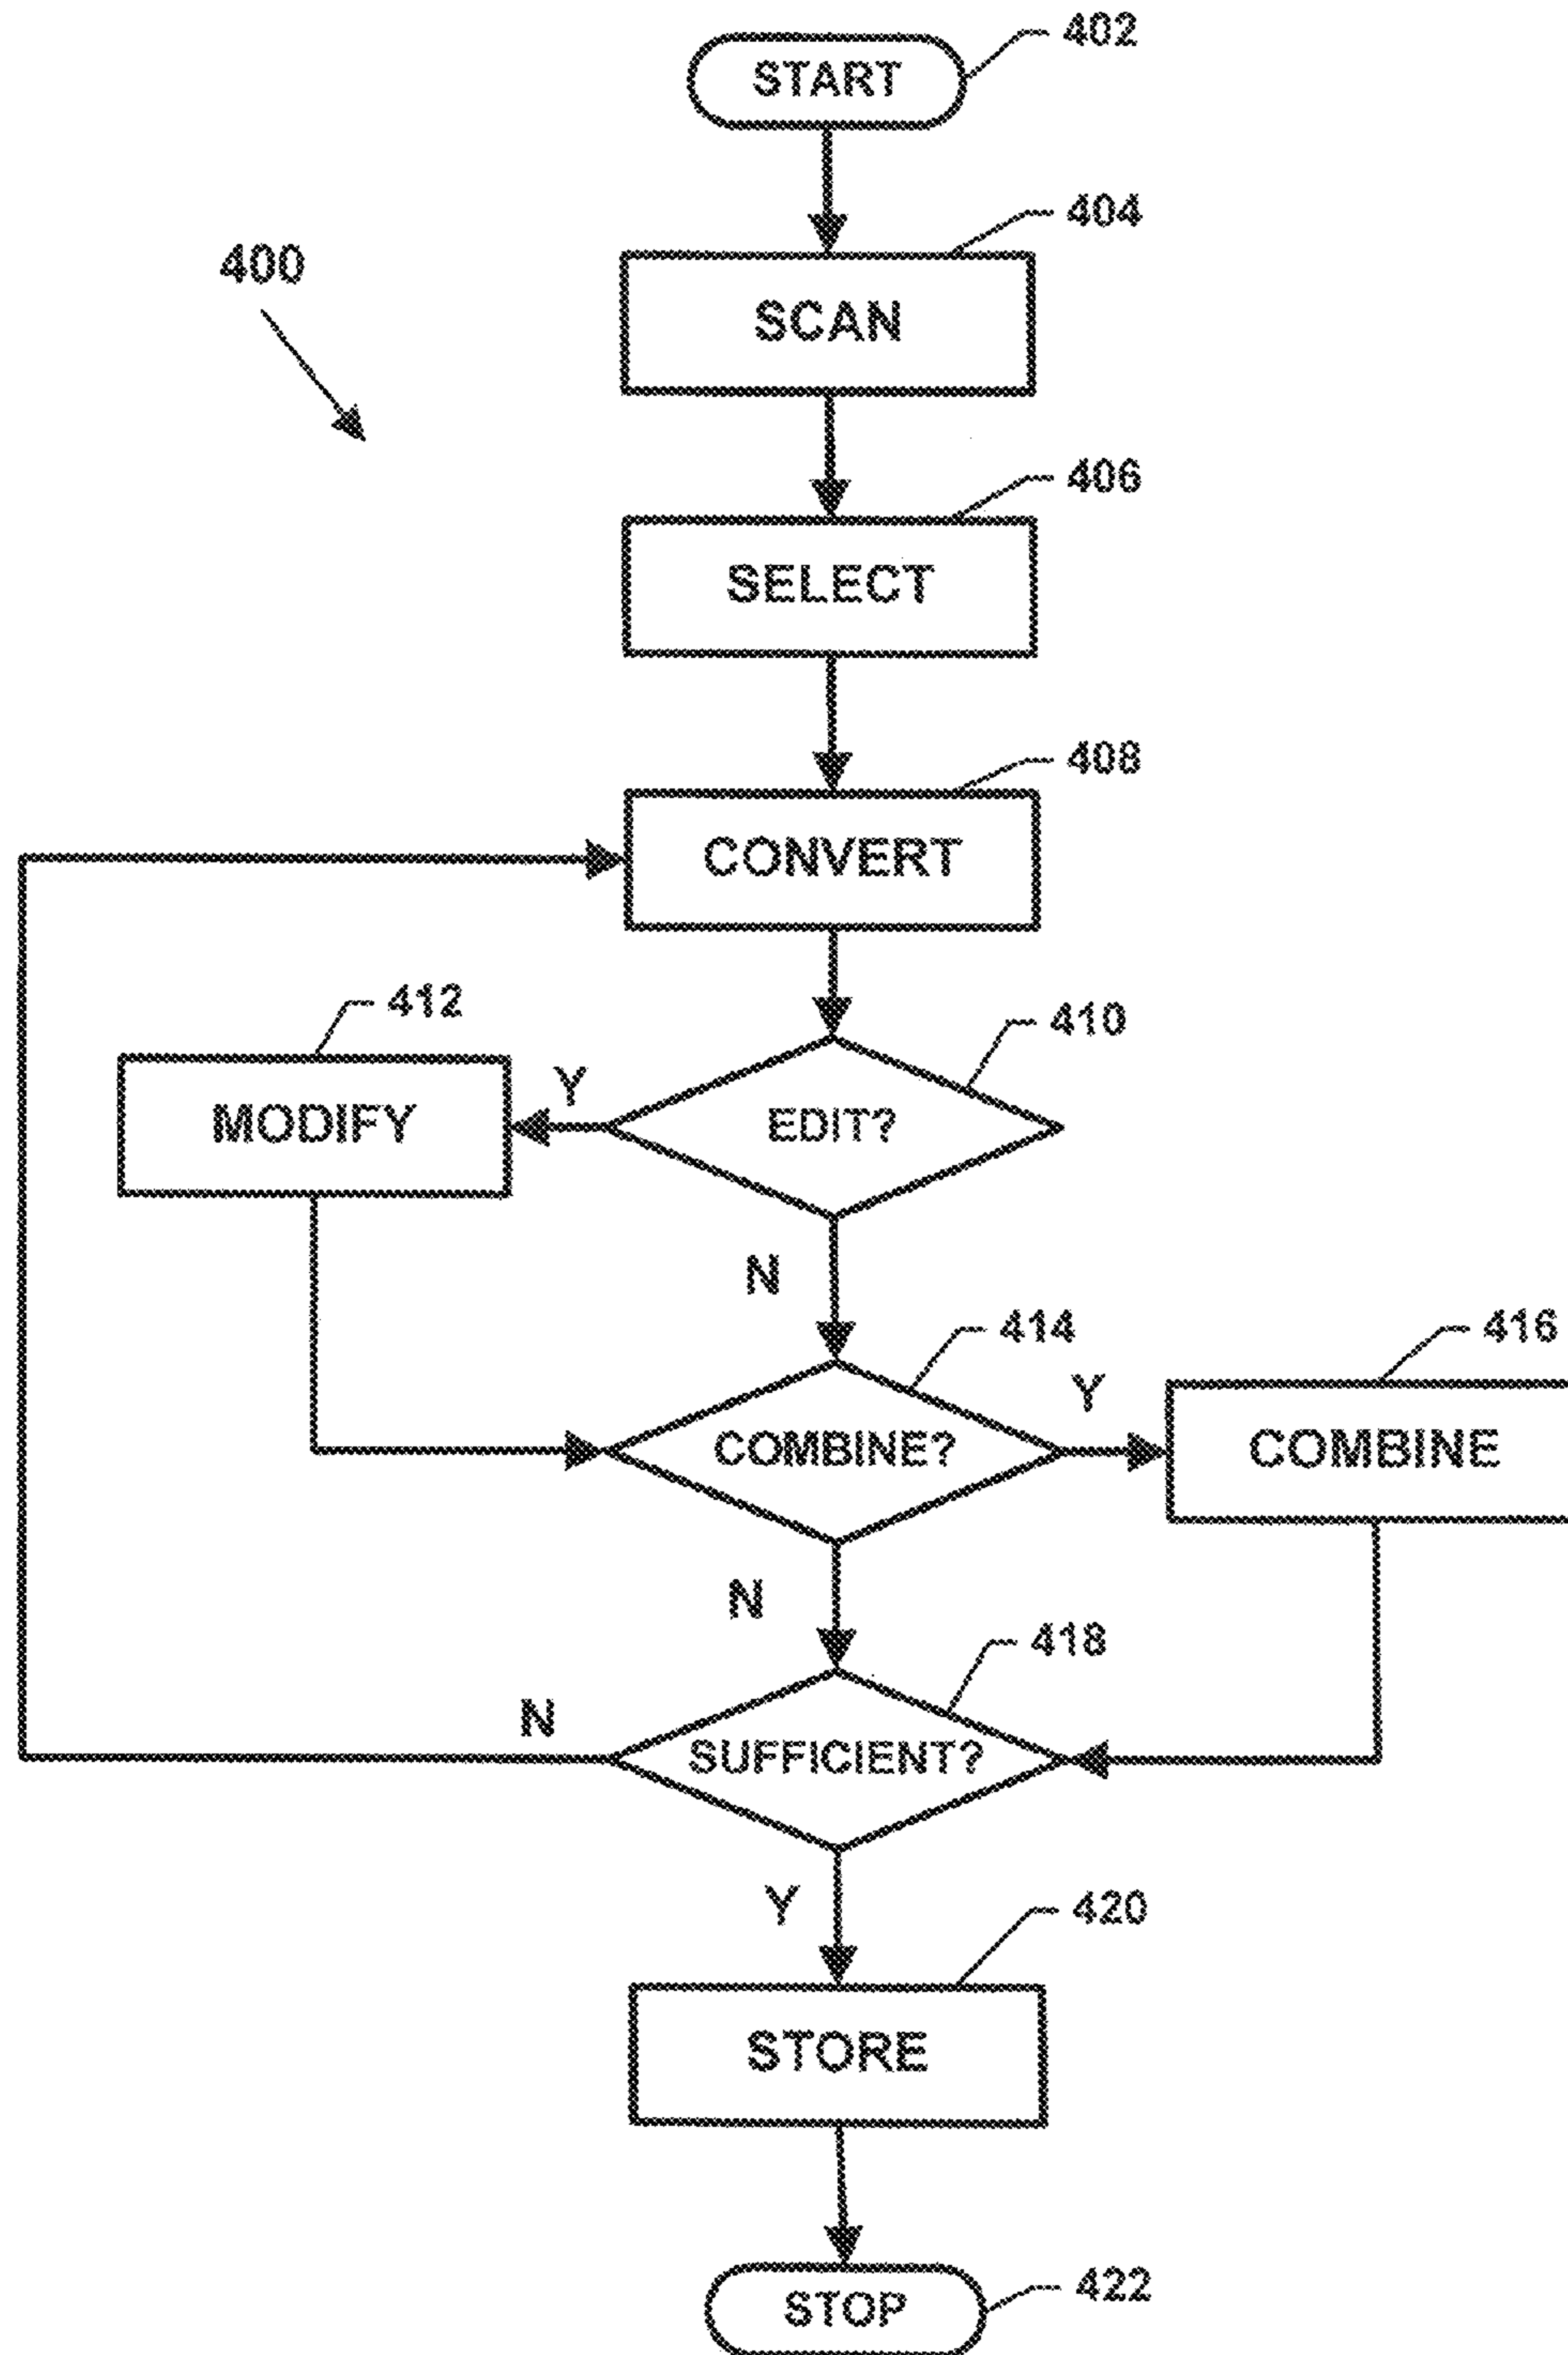 402
START
404
400
SCAN
406
SELECT
408
CONVERT
412
410
Y
MODIFY
EDIT?
N
414
416
Y
COMBINE?
COMBINE
N
418
N
SUFFICIENT?
Y
420
STORE
422
STOP